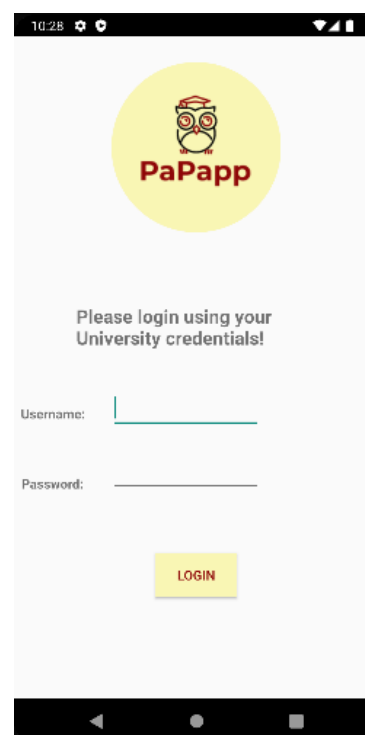 10:28
PaPapp
Please login using your
University credentials!
Username:
Password:
LOGIN